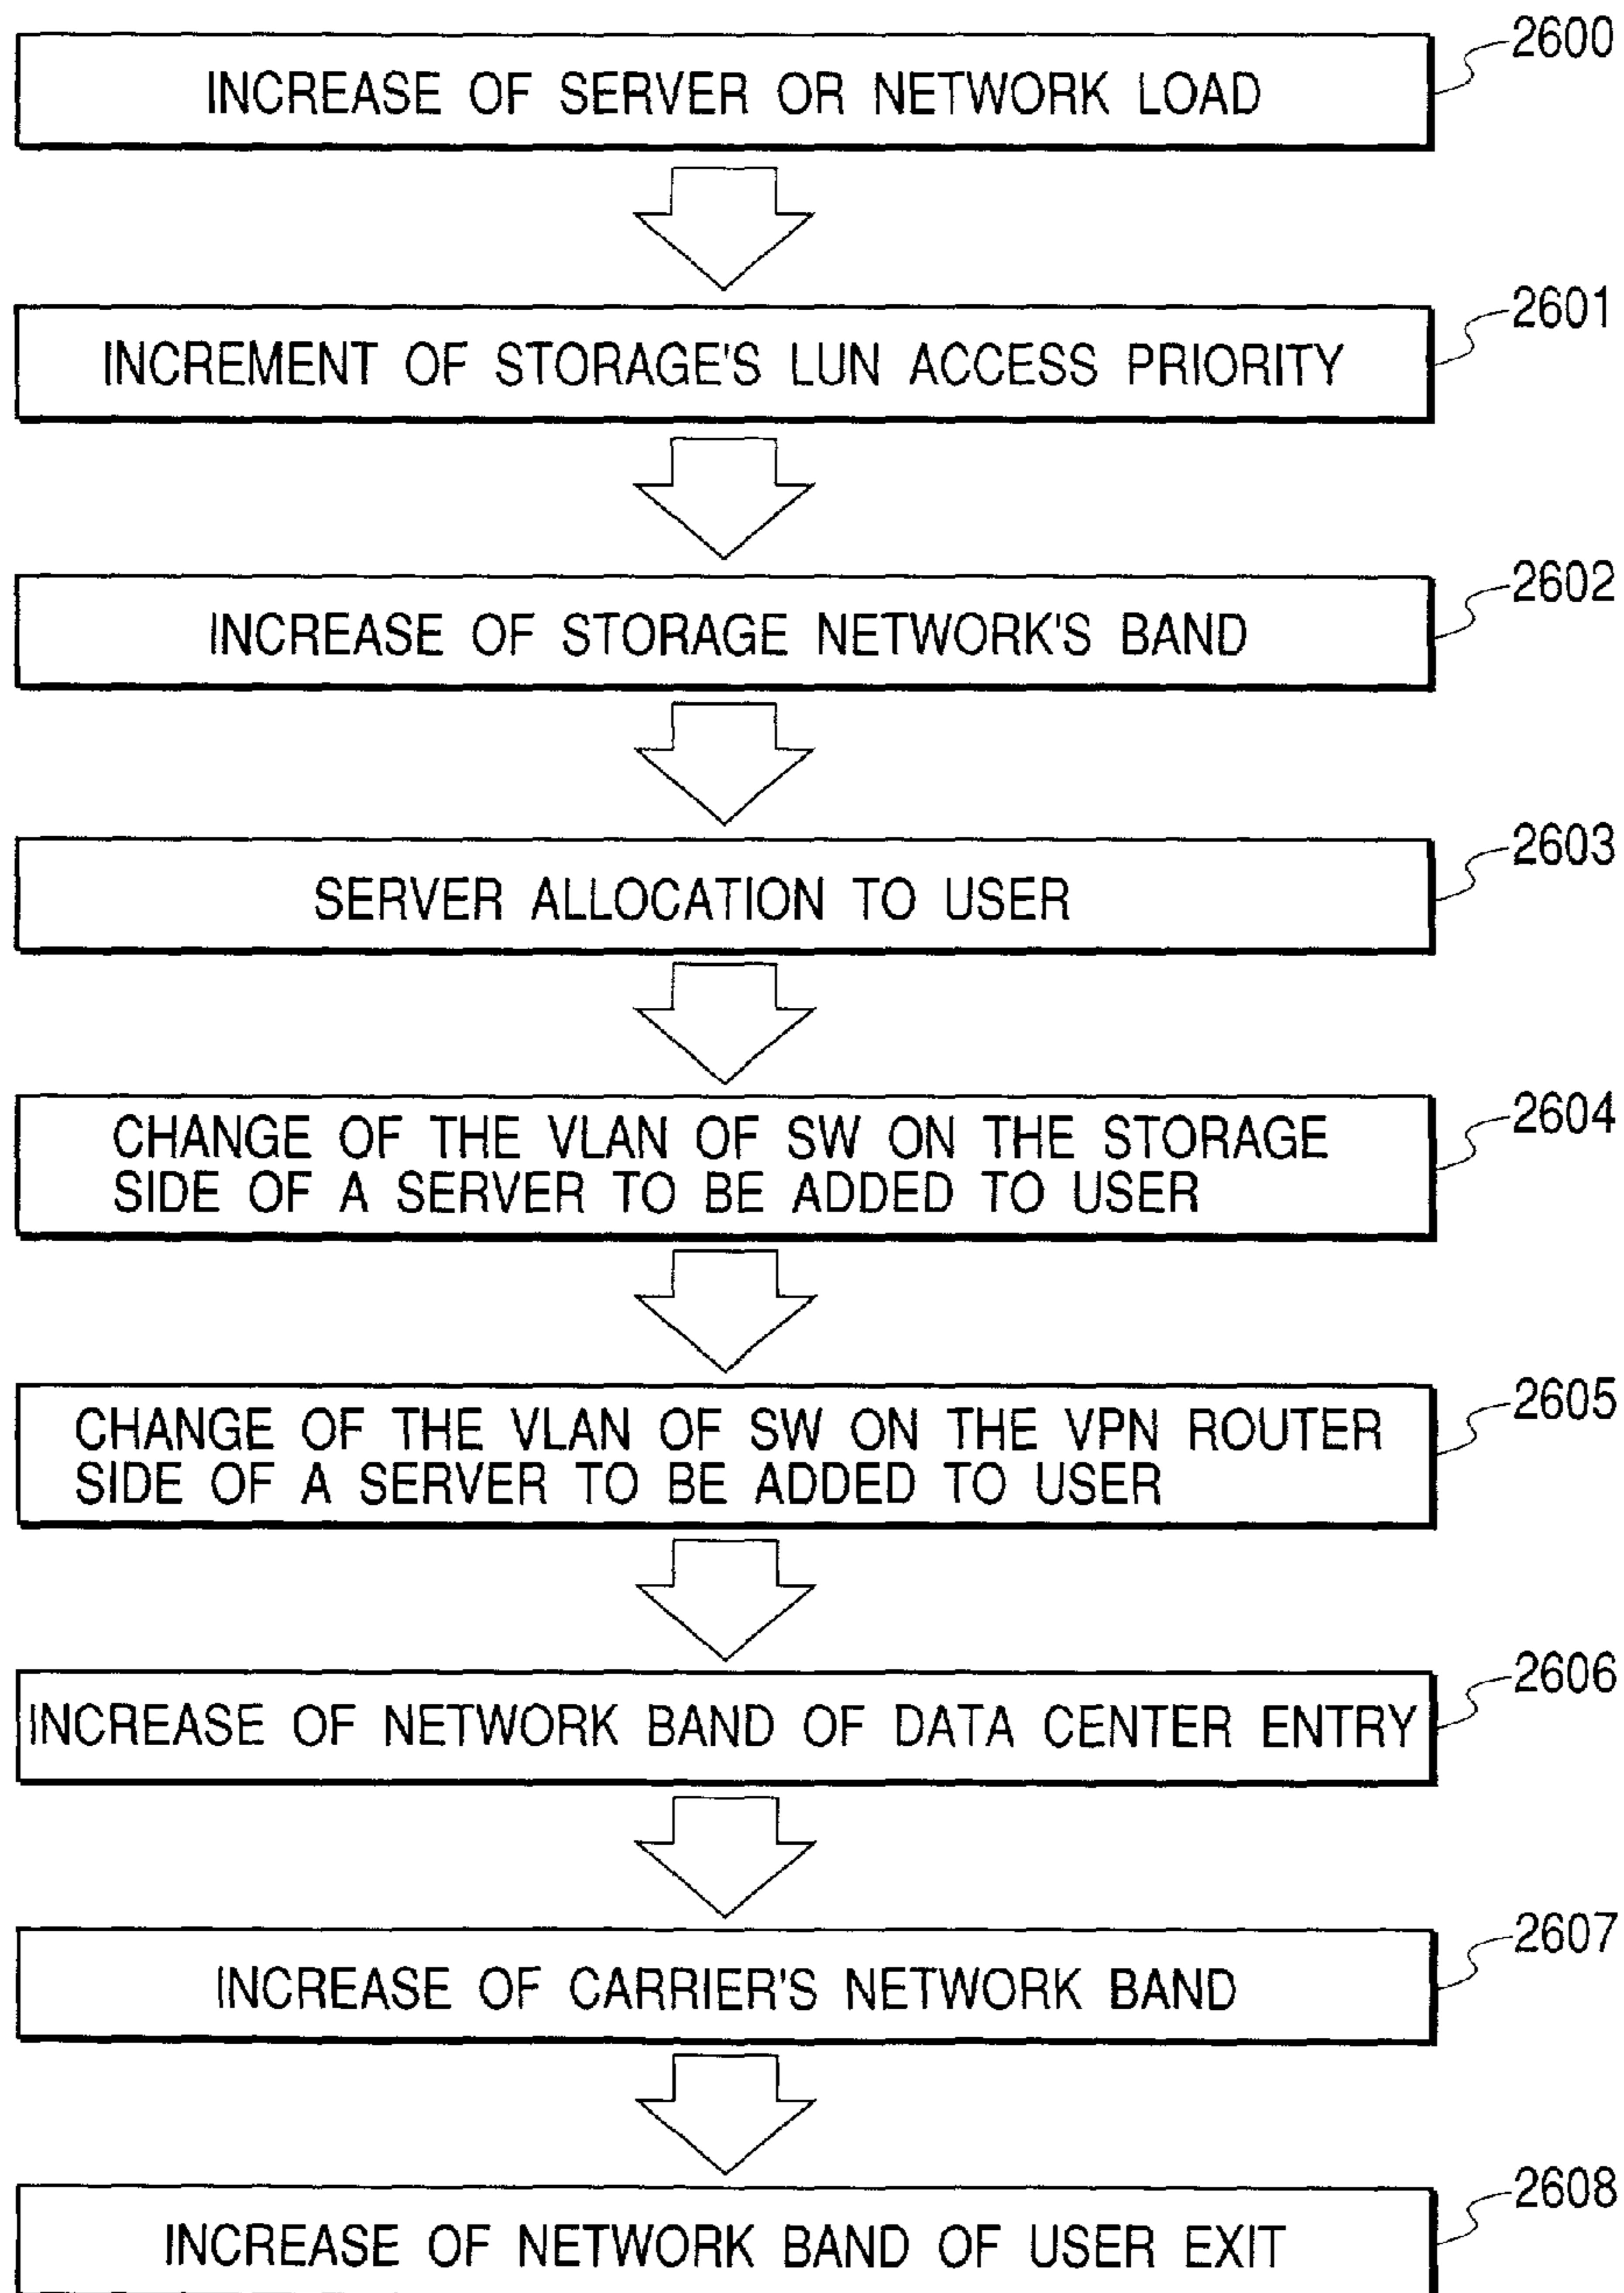 2600
INCREASE OF SERVER OR NETWORK LOAD
2601
INCREMENT OF STORAGE'S LUN ACCESS PRIORITY
2602
INCREASE OF STORAGE NETWORK'S BAND
2603
SERVER ALLOCATION TO USER
2604
CHANGE OF THE VLAN OF SW ON THE STORAGE
SIDE OF A SERVER TO BE ADDED TO USER
2605
CHANGE OF THE VLAN OF SW ON THE VPN ROUTER
SIDE OF A SERVER TO BE ADDED TO USER
2606
INCREASE OF NETWORK BAND OF DATA CENTER ENTRY
2607
INCREASE OF CARRIER'S NETWORK BAND
2608
INCREASE OF NETWORK BAND OF USER EXIT